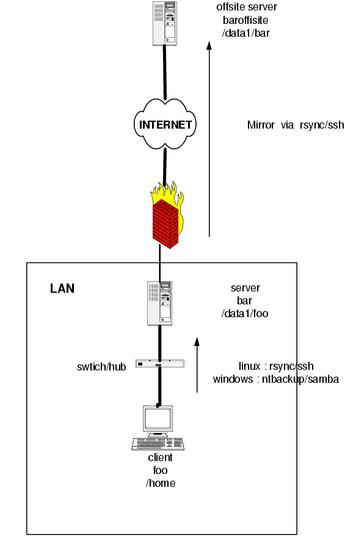 offsite server
baroffisite
/data1/bar
INTERNET
Mirror via rsync/ssh
LAN
server
bar
/data1/foo
swtich/hub
linux : rsync/ssh
windows : ntbackup/samba
client
foo
/home